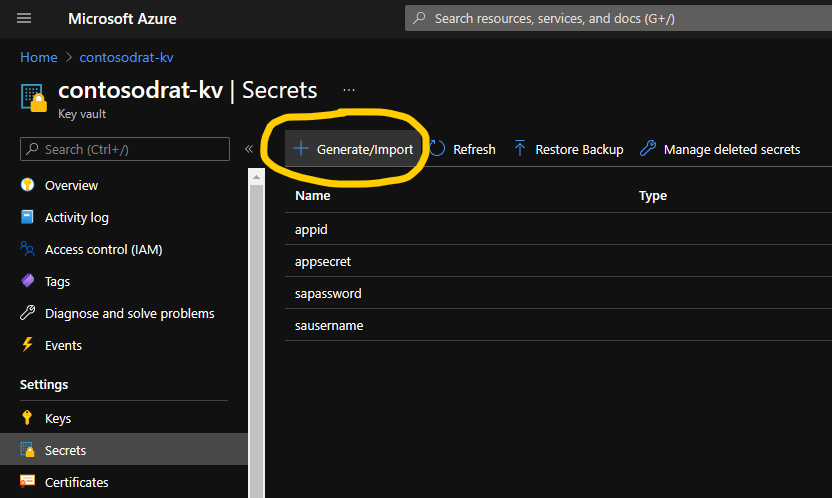 Microsoft Azure
Search resources, services, and docs (G+/)
Home > contosodrat-kv
contosodrat-kv | Secrets ...
Key vault
Search (Ctrl+/) «
+ Generate/Import Refresh Restore Backup Manage deleted secrets
Overview
Activity log
Access control (IAM)
Tags
Diagnose and solve problems
Events
Settings
Keys
Secrets
Certificates
Name Type
appid
appsecret
sapassword
sausername